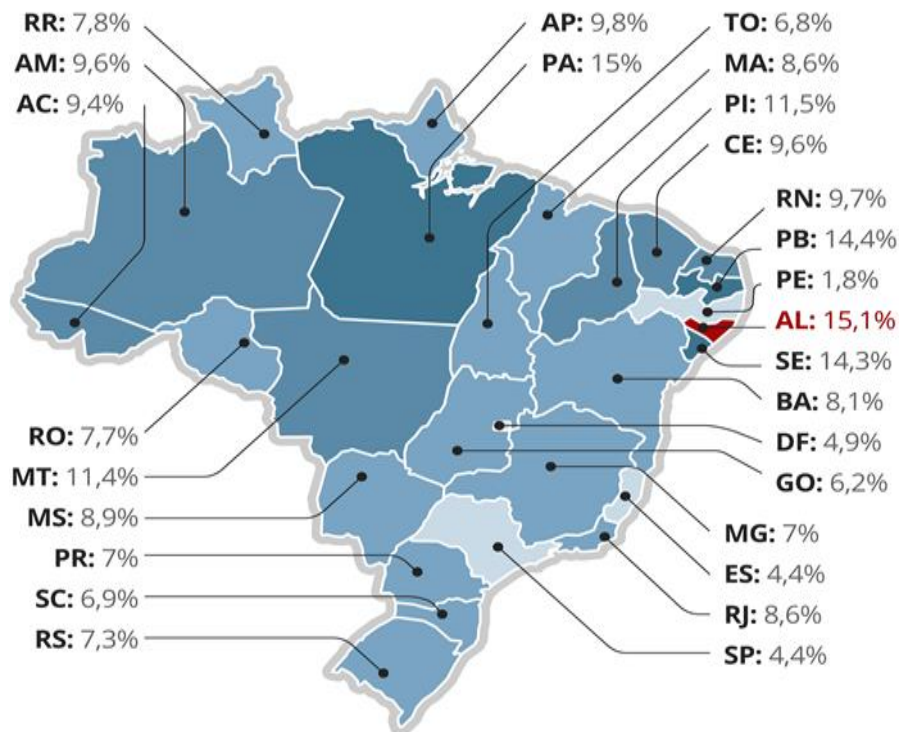 RR: 7,8%
AM: 9,6%
AC: 9,4%
AP: 9,8%
PA: 15%
TO: 6,8%
MA: 8,6%
PI: 11,5%
CE: 9,6%
RN: 9,7%
PB: 14,4%
PE: 1,8%
AL: 15,1%
SE: 14,3%
BA: 8,1%
DF: 4,9%
GO: 6,2%
MG: 7%
ES: 4,4%
RJ: 8,6%
SP: 4,4%
RO: 7,7%
MT: 11,4%
MS: 8,9%
PR: 7%
SC: 6,9%
RS: 7,3%